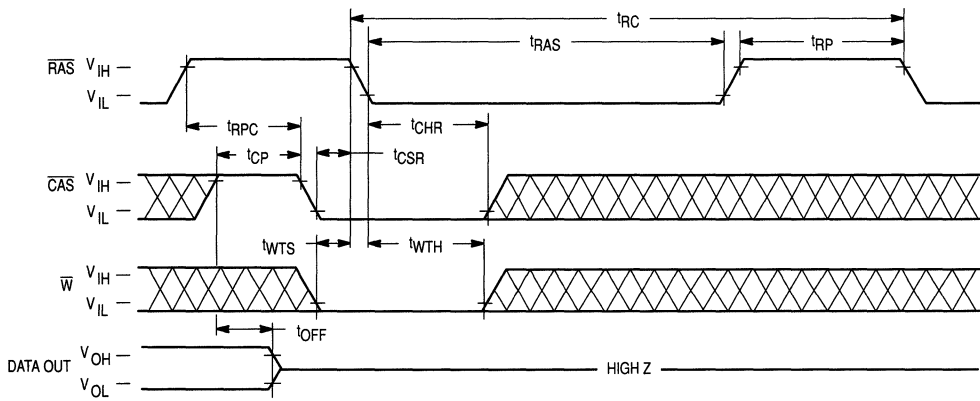 tRC
tRAS
tRP
RAS VIH
VIL
tRPC
tCHR
tCP
tCSR
CAS VIH
VIL
tWTS
tWTH
W VIH
VIL
tOFF
DATA OUT VOH
VOL
HIGH Z